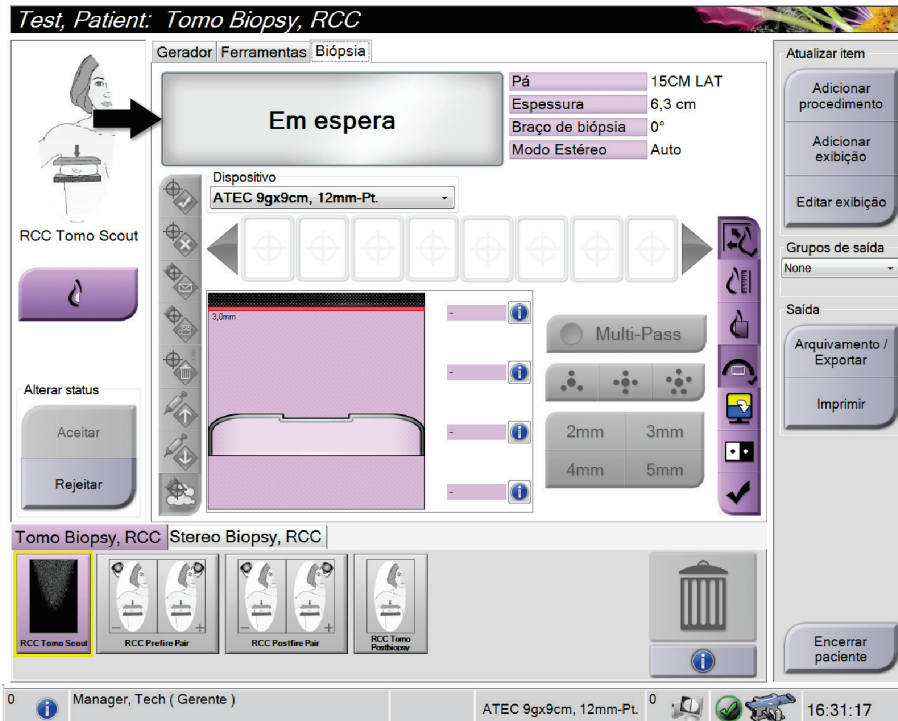 Test, Patient: Tomo Biopsy, RCC
Gerador Ferramentas Biópsia
Em espera
Pá 15CM LAT
Espessura 6,3 cm
Braço de biópsia 0°
Modo Estéreo Auto
RCC Tomo Scout
Dispositivo
ATEC 9gx9cm, 12mm-Pt.
3,0mm
-
-
-
-
Multi-Pass
2mm 3mm
4mm 5mm
Alterar status
Aceitar
Rejeitar
Atualizar item
Adicionar
procedimento
Adicionar
exibição
Editar exibição
Grupos de saída
None
Saída
Arquivamento /
Exportar
Imprimir
Tomo Biopsy, RCC Stereo Biopsy, RCC
RCC Tomo Scout
- +
RCC Prefire Pair
- +
RCC Postfire Pair
RCC Tomo
Postbiopsy
Encerrar
paciente
0 Manager, Tech ( Gerente ) ATEC 9gx9cm, 12mm-Pt. 0 16:31:17